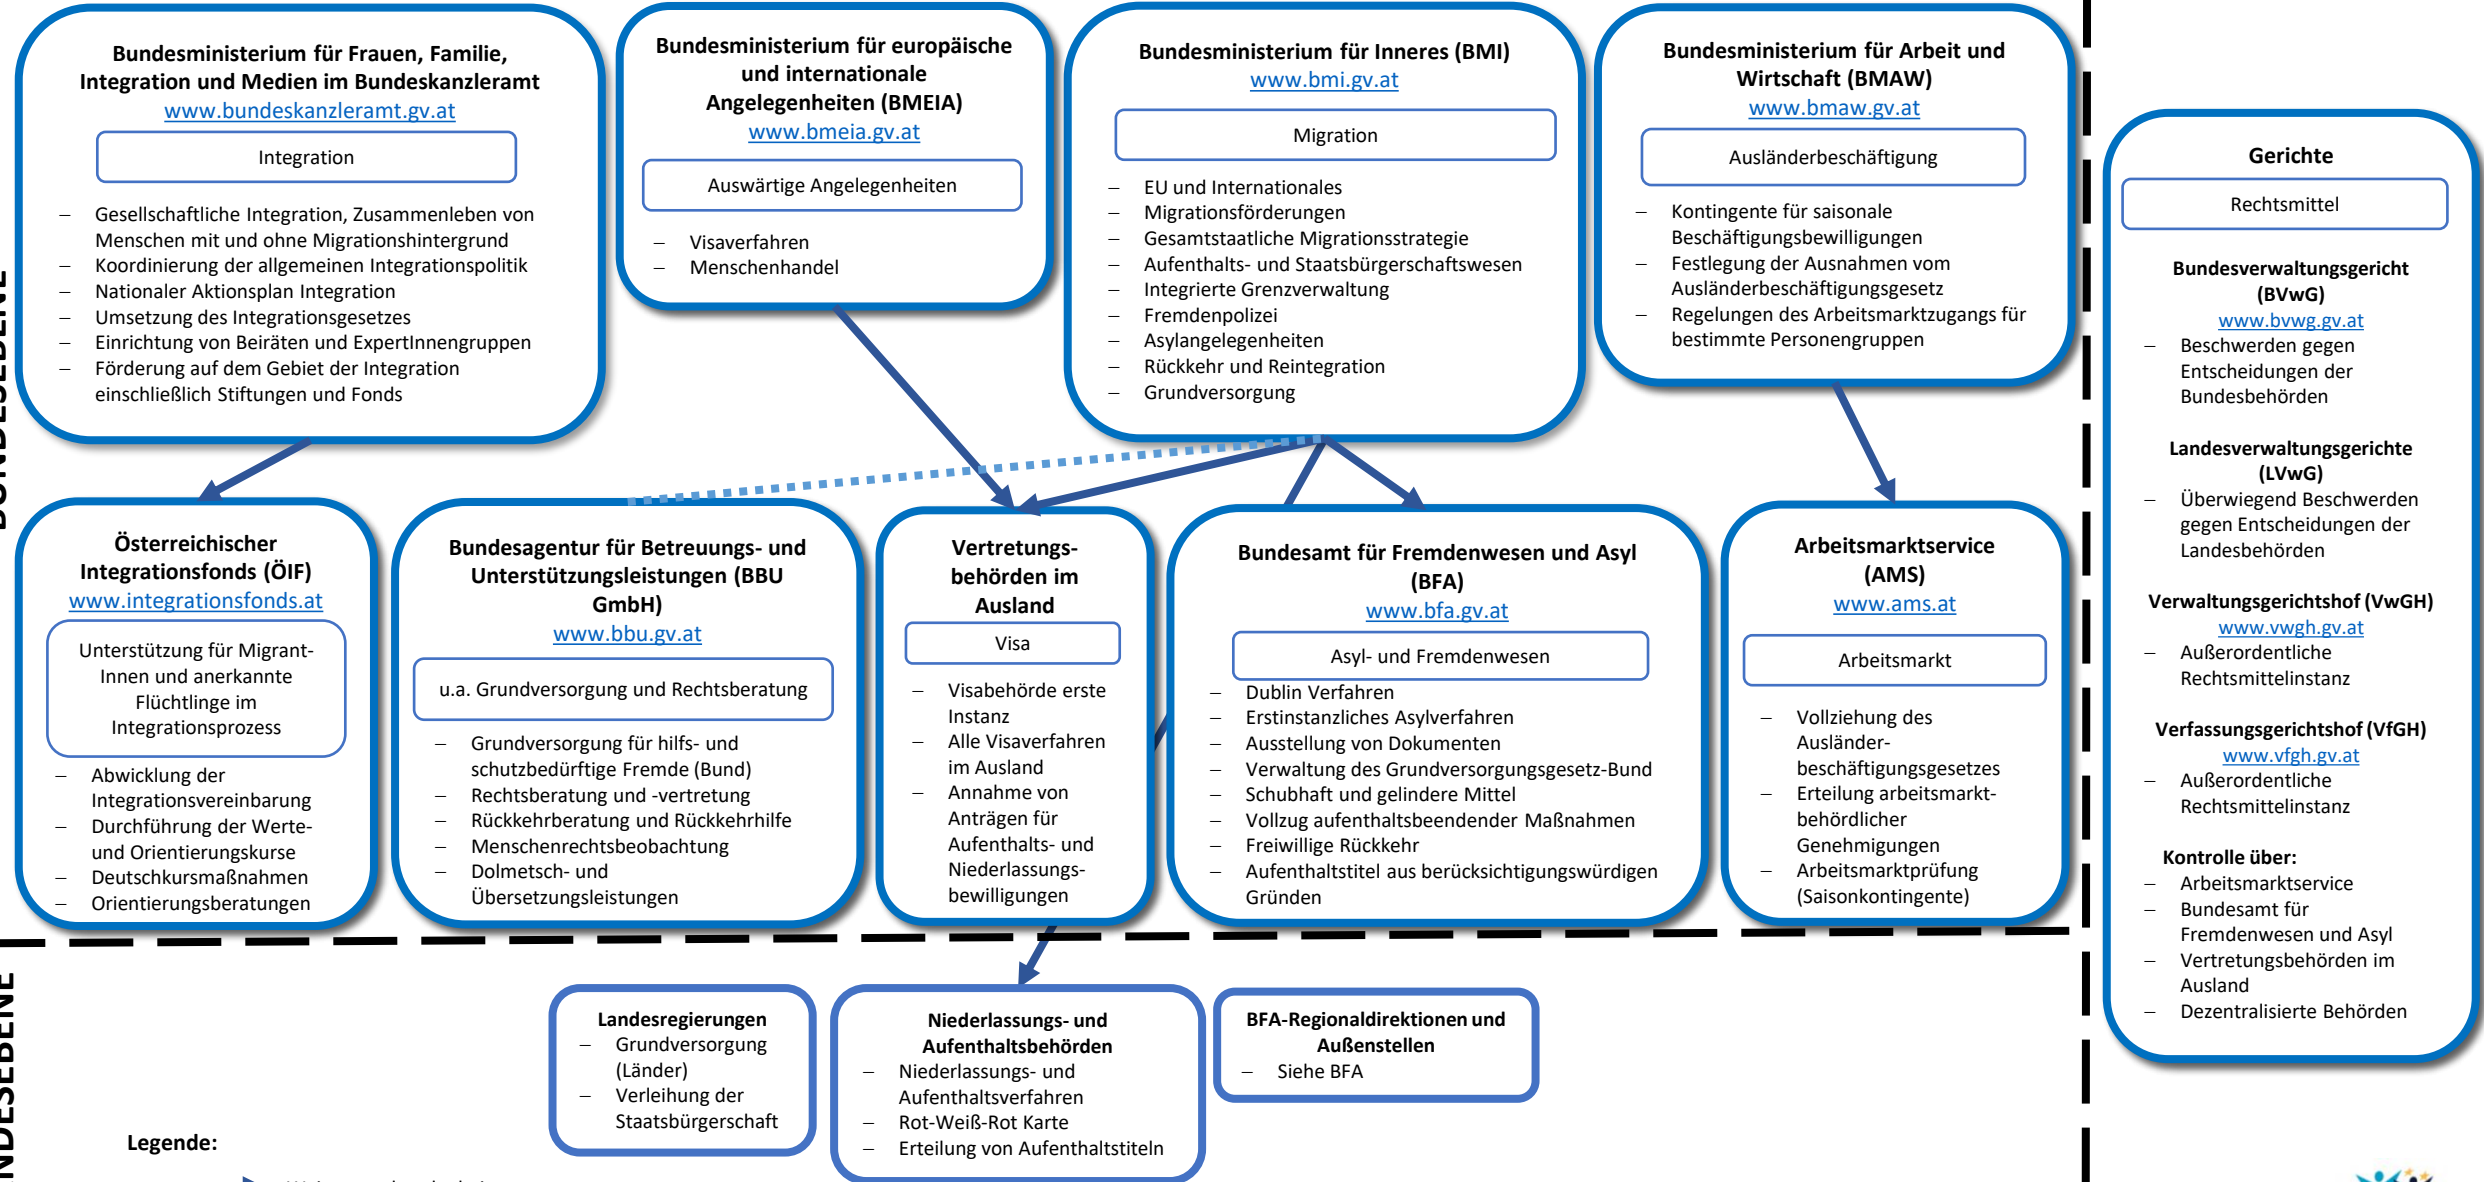 Bundesministerium für Frauen, Familie,
Integration und Medien im Bundeskanzleramt
www.bundeskanzleramt.gv.at
Integration
– Gesellschaftliche Integration, Zusammenleben von
Menschen mit und ohne Migrationshintergrund
– Koordinierung der allgemeinen Integrationspolitik
– Nationaler Aktionsplan Integration
– Umsetzung des Integrationsgesetzes
– Einrichtung von Beiräten und ExpertInnengruppen
– Förderung auf dem Gebiet der Integration
einschließlich Stiftungen und Fonds
Bundesministerium für europäische
und internationale
Angelegenheiten (BMEIA)
www.bmeia.gv.at
Auswärtige Angelegenheiten
– Visaverfahren
– Menschenhandel
Bundesministerium für Inneres (BMI)
www.bmi.gv.at
Migration
– EU und Internationales
– Migrationsförderungen
– Gesamtstaatliche Migrationsstrategie
– Aufenthalts- und Staatsbürgerschaftswesen
– Integrierte Grenzverwaltung
– Fremdenpolizei
– Asylangelegenheiten
– Rückkehr und Reintegration
– Grundversorgung
Bundesministerium für Arbeit und
Wirtschaft (BMAW)
www.bmaw.gv.at
Ausländerbeschäftigung
– Kontingente für saisonale
Beschäftigungsbewilligungen
– Festlegung der Ausnahmen vom
Ausländerbeschäftigungsgesetz
– Regelungen des Arbeitsmarktzugangs für
bestimmte Personengruppen
Österreichischer
Integrationsfonds (ÖIF)
www.integrationsfonds.at
Unterstützung für Migrant-
Innen und anerkannte
Flüchtlinge im
Integrationsprozess
– Abwicklung der
Integrationsvereinbarung
– Durchführung der Werte-
und Orientierungskurse
– Deutschkursmaßnahmen
– Orientierungsberatungen
Bundesagentur für Betreuungs- und
Unterstützungsleistungen (BBU
GmbH)
www.bbu.gv.at
u.a. Grundversorgung und Rechtsberatung
– Grundversorgung für hilfs- und
schutzbedürftige Fremde (Bund)
– Rechtsberatung und -vertretung
– Rückkehrberatung und Rückkehrhilfe
– Menschenrechtsbeobachtung
– Dolmetsch- und
Übersetzungsleistungen
Vertretungs-
behörden im
Ausland
Visa
– Visabehörde erste
Instanz
– Alle Visaverfahren
im Ausland
– Annahme von
Anträgen für
Aufenthalts- und
Niederlassungs-
bewilligungen
Bundesamt für Fremdenwesen und Asyl
(BFA)
www.bfa.gv.at
Asyl- und Fremdenwesen
– Dublin Verfahren
– Erstinstanzliches Asylverfahren
– Ausstellung von Dokumenten
– Verwaltung des Grundversorgungsgesetz-Bund
– Schubhaft und gelindere Mittel
– Vollzug aufenthaltsbeendender Maßnahmen
– Freiwillige Rückkehr
– Aufenthaltstitel aus berücksichtigungswürdigen
Gründen
Arbeitsmarktservice
(AMS)
www.ams.at
Arbeitsmarkt
– Vollziehung des
Ausländer-
beschäftigungsgesetzes
– Erteilung arbeitsmarkt-
behördlicher
Genehmigungen
– Arbeitsmarktprüfung
(Saisonkontingente)
Landesregierungen
– Grundversorgung
(Länder)
– Verleihung der
Staatsbürgerschaft
Niederlassungs- und
Aufenthaltsbehörden
– Niederlassungs- und
Aufenthaltsverfahren
– Rot-Weiß-Rot Karte
– Erteilung von Aufenthaltstiteln
BFA-Regionaldirektionen und
Außenstellen
– Siehe BFA
Legende:
Gerichte
Rechtsmittel
Bundesverwaltungsgericht
(BVwG)
www.bvwg.gv.at
– Beschwerden gegen
Entscheidungen der
Bundesbehörden
Landesverwaltungsgerichte
(LVwG)
– Überwiegend Beschwerden
gegen Entscheidungen der
Landesbehörden
Verwaltungsgerichtshof (VwGH)
www.vwgh.gv.at
– Außerordentliche
Rechtsmittelinstanz
Verfassungsgerichtshof (VfGH)
www.vfgh.gv.at
– Außerordentliche
Rechtsmittelinstanz
Kontrolle über:
– Arbeitsmarktservice
– Bundesamt für
Fremdenwesen und Asyl
– Vertretungsbehörden im
Ausland
– Dezentralisierte Behörden